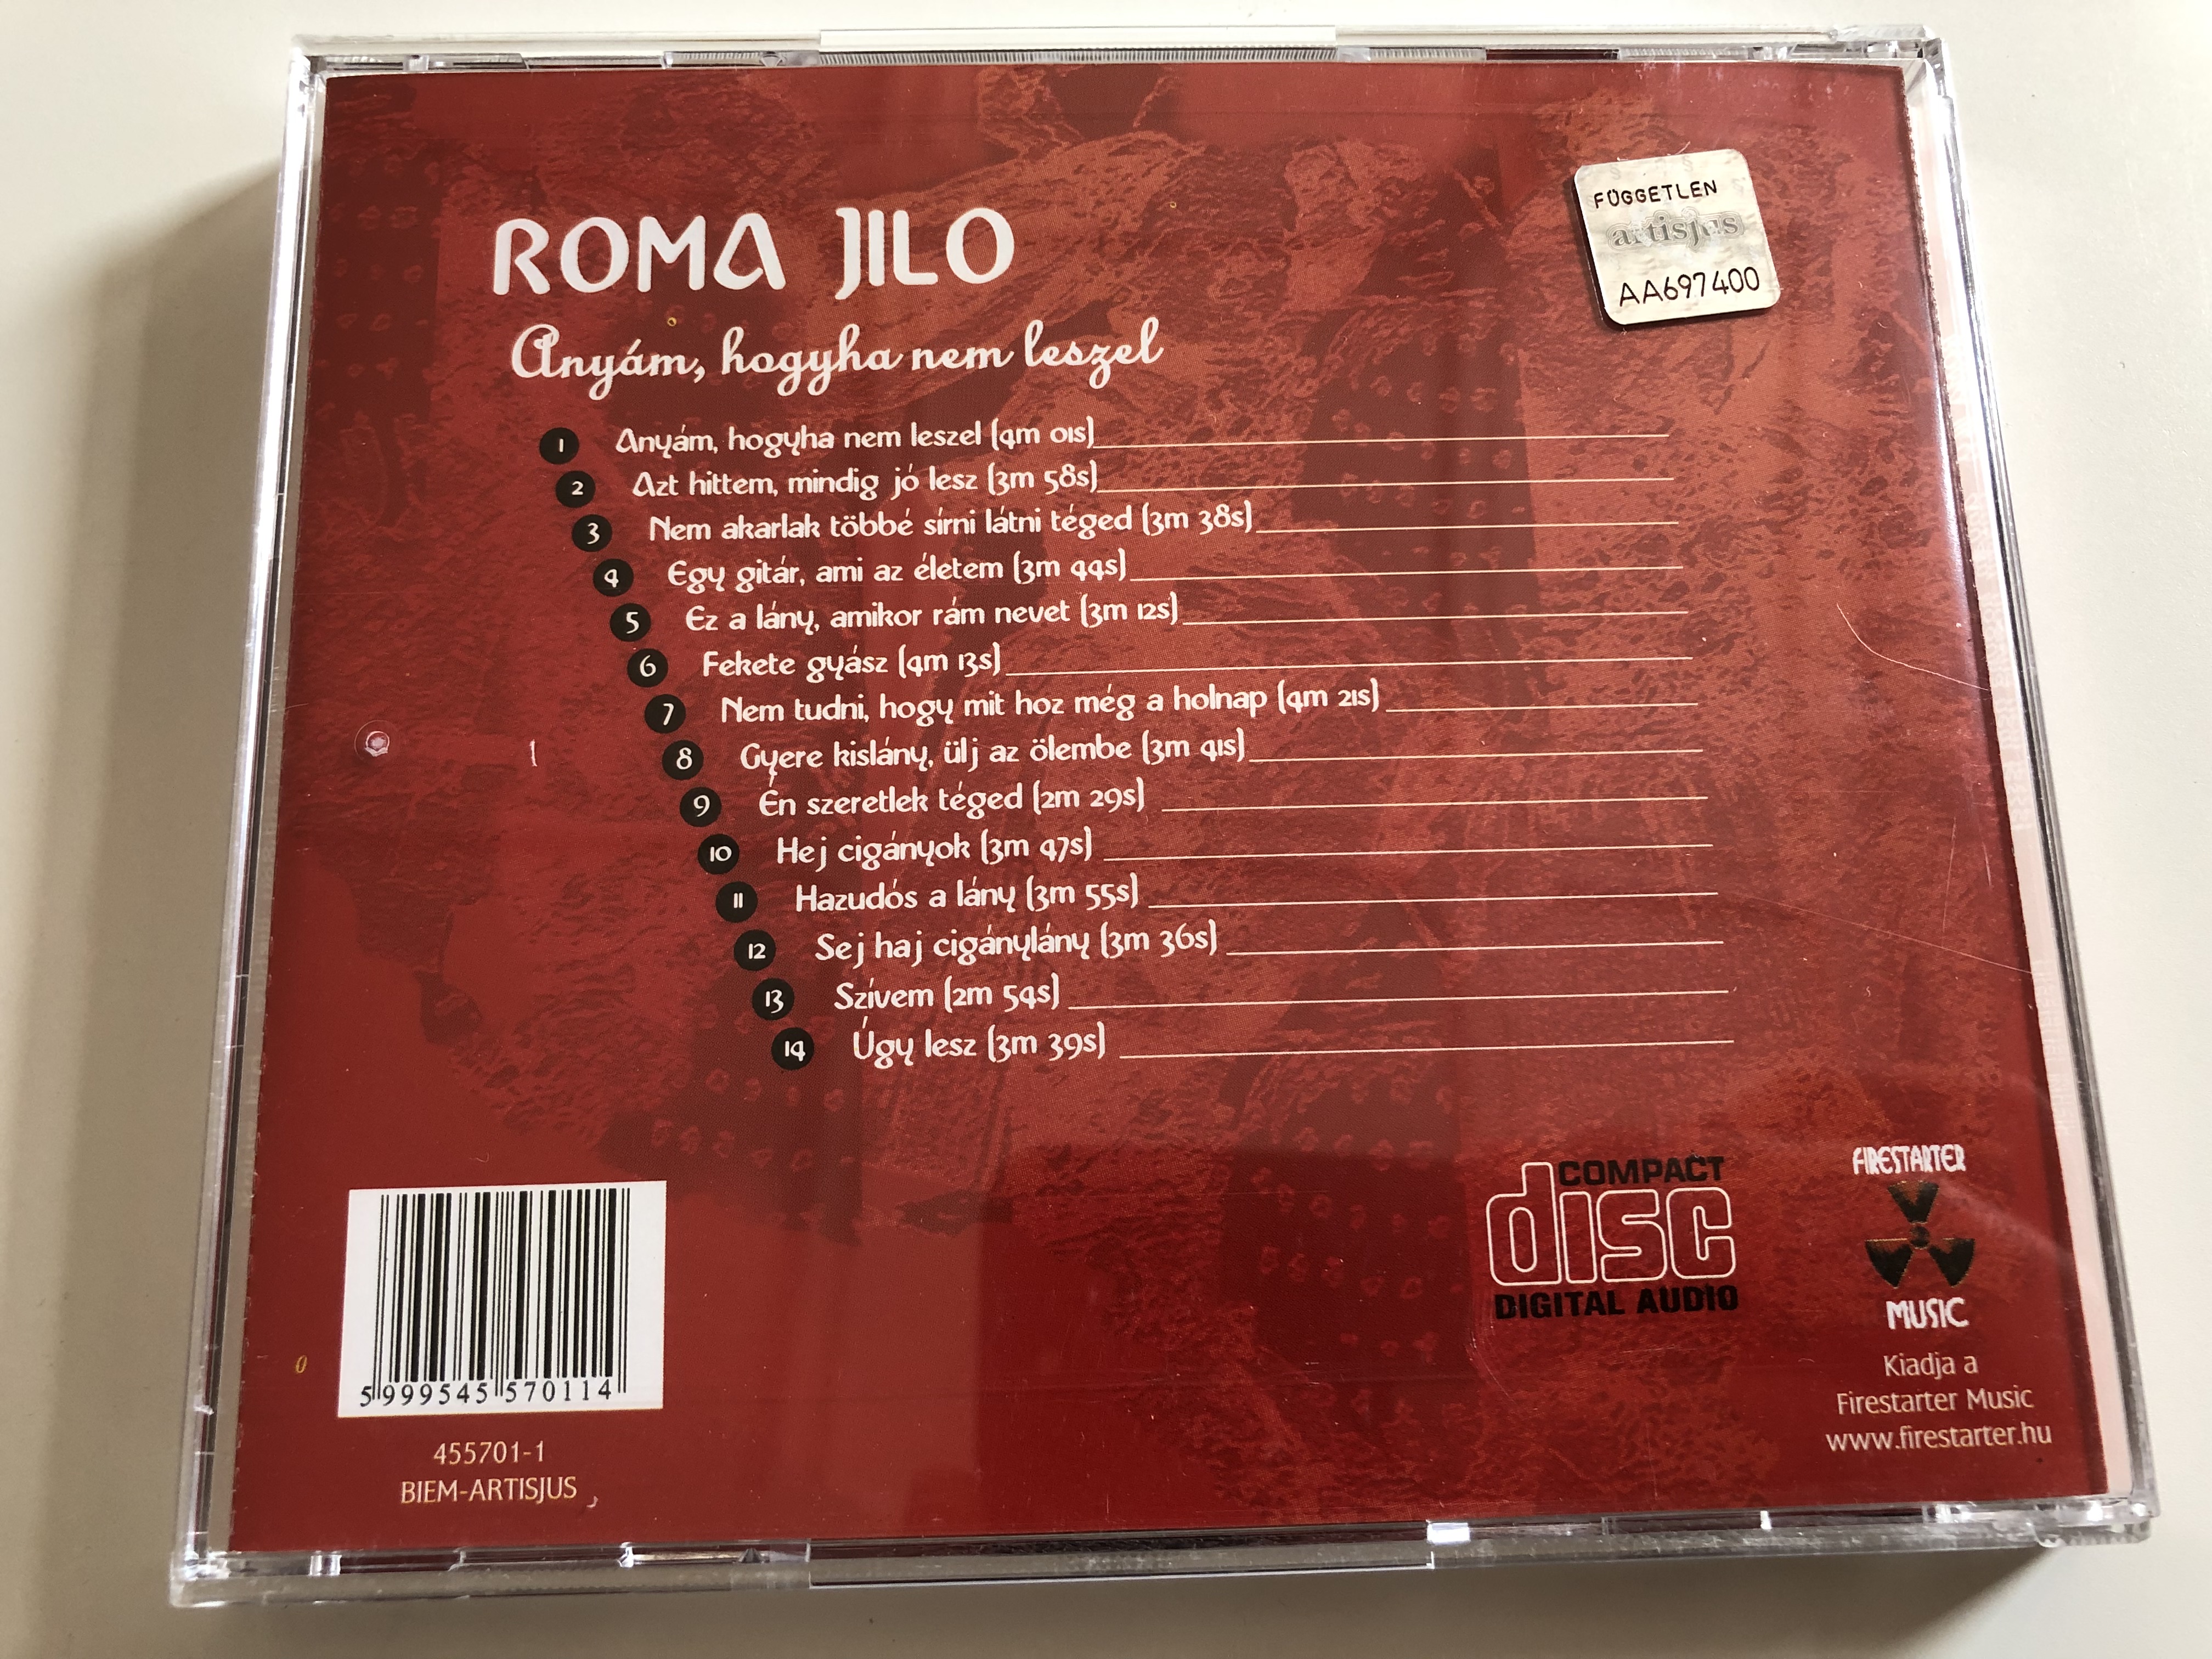 FÜGGETLEN
artisjus
AA697400
ROMA JILO
Anyám, hogyha nem leszel
1 Anyám, hogyha nem leszel (4m 01s)
2 Azt hittem, mindig jó lesz (3m 58s)
3 Nem akarlak többé sírni látni téged (3m 38s)
4 Egy gitár, ami az életem (3m 44s)
5 Ez a lány, amikor rám nevet (3m 12s)
6 Fekete gyász (4m 13s)
7 Nem tudni, hogy mit hoz még a holnap (4m 21s)
8 Gyere kislány, ülj az ölembe (3m 41s)
9 Én szeretlek téged (2m 29s)
10 Hej cigányok (3m 47s)
11 Hazudós a lány (3m 55s)
12 Sej haj cigánylány (3m 36s)
13 Szívem (2m 54s)
14 Úgy lesz (3m 39s)
5 999545 570114
455701-1
BIEM-ARTISJUS
COMPACT
disc
DIGITAL AUDIO
FIRESTARTER
MUSIC
Kiadja a
Firestarter Music
www.firestarter.hu